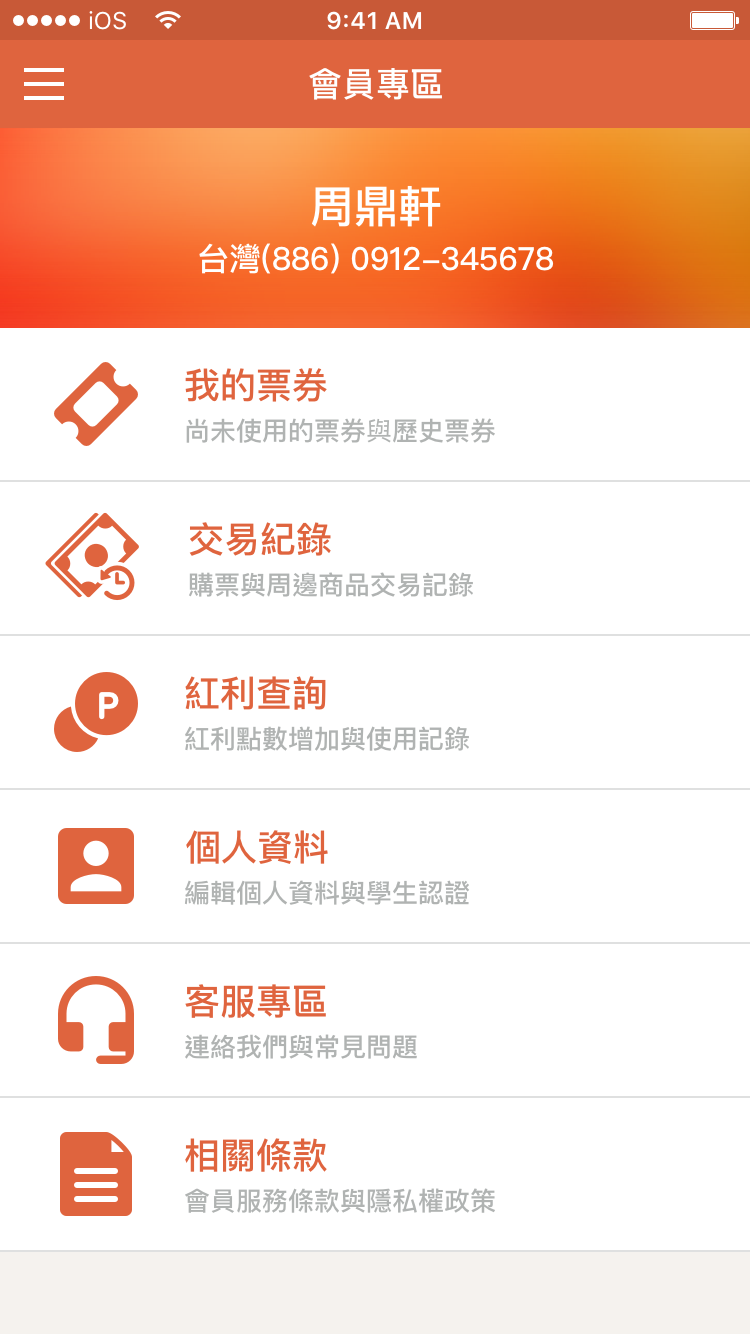 iOS 9:41 AM
會員專區
周鼎軒
台灣(886) 0912-345678
我的票券
尚未使用的票券與歷史票券
交易紀錄
購票與周邊商品交易記錄
P
紅利查詢
紅利點數增加與使用記錄
個人資料
編輯個人資料與學生認證
客服專區
連絡我們與常見問題
相關條款
會員服務條款與隱私權政策